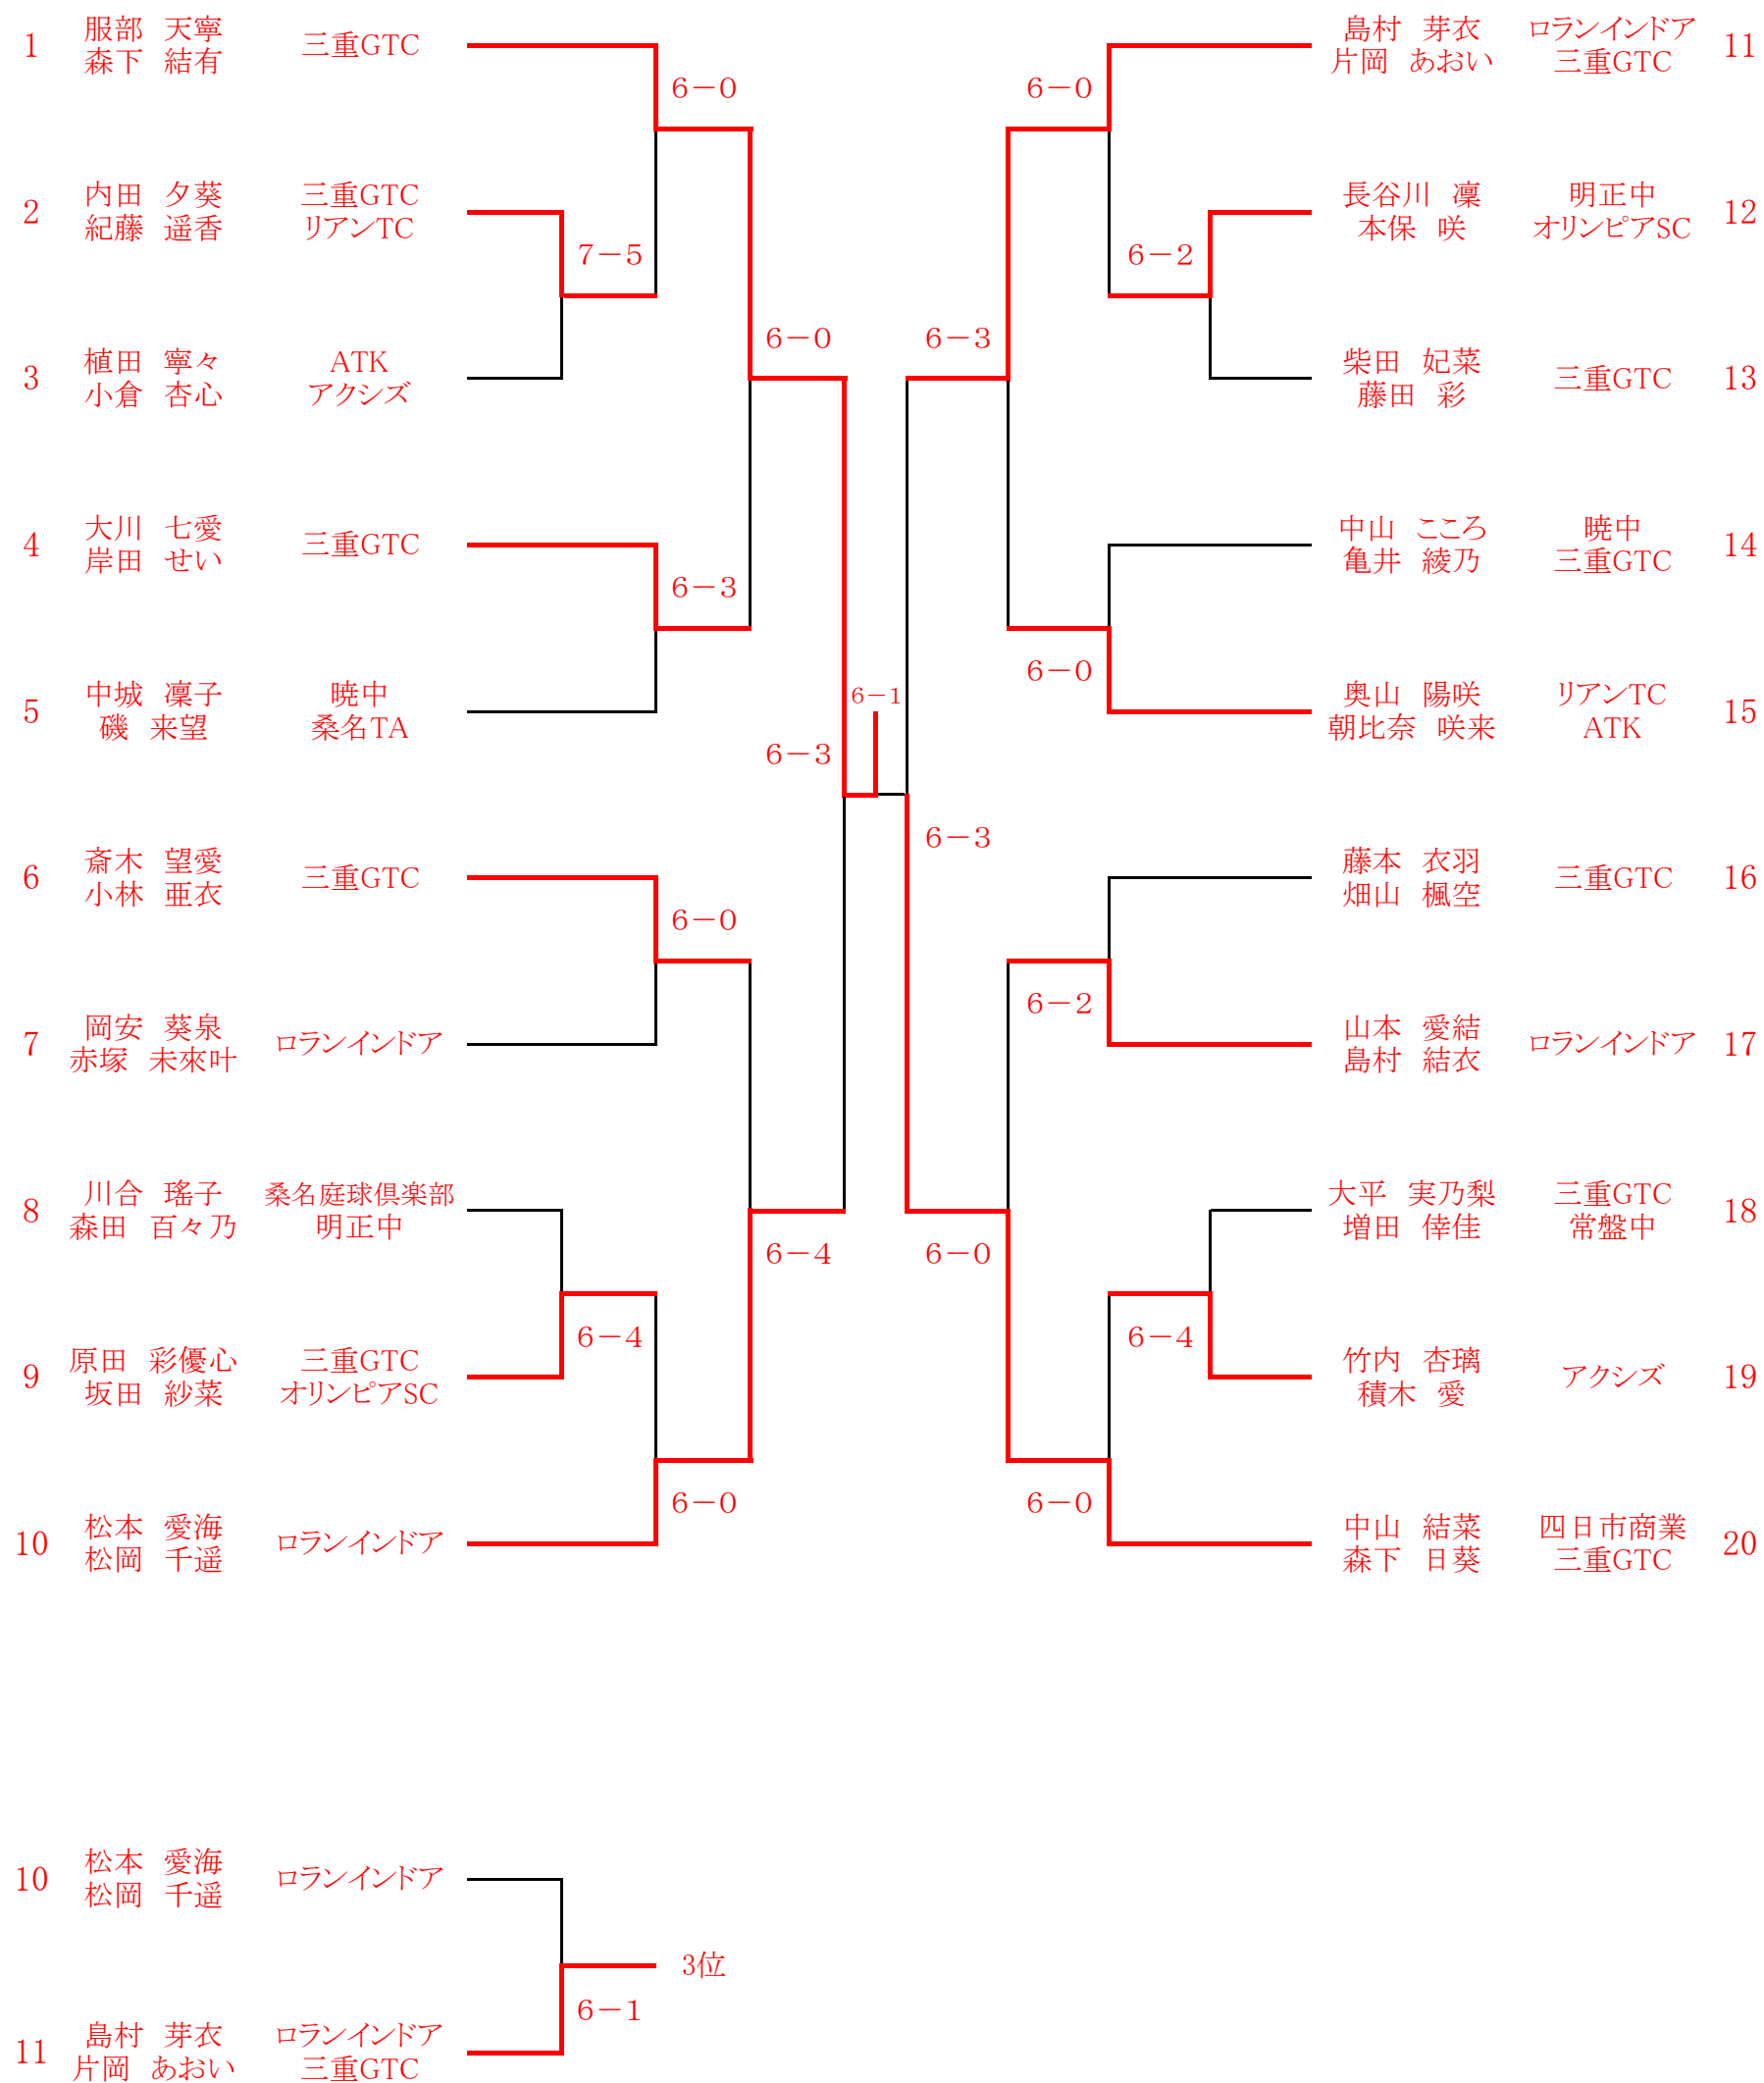 1 服部 天寧 三重GTC
森下 結有
2 内田 夕葵 三重GTC
紀藤 遥香 リアンTC
3 植田 寧々 ATK
小倉 杏心 アクシズ
4 大川 七愛 三重GTC
岸田 せい
5 中城 凜子 暁中
磯 来望 桑名TA
6 斎木 望愛 三重GTC
小林 亜衣
7 岡安 葵泉 ロランインドア
赤塚 未來叶
8 川合 瑤子 桑名庭球倶楽部
森田 百々乃 明正中
9 原田 彩優心 三重GTC
坂田 紗菜 オリンピアSC
10 松本 愛海 ロランインドア
松岡 千遥
6-0
7-5
6-0
6-3
6-3
6-0
6-4
6-4
6-0
6-1
6-0
6-2
6-3
6-0
6-3
6-2
6-0
6-4
6-0
島村 芽衣 ロランインドア 11
片岡 あおい 三重GTC
長谷川 凜 明正中 12
本保 咲 オリンピアSC
柴田 妃菜 三重GTC 13
藤田 彩
中山 こころ 暁中 14
亀井 綾乃 三重GTC
奥山 陽咲 リアンTC 15
朝比奈 咲来 ATK
藤本 衣羽 三重GTC 16
畑山 楓空
山本 愛結 ロランインドア 17
島村 結衣
大平 実乃梨 三重GTC 18
増田 倖佳 常盤中
竹内 杏璃 アクシズ 19
積木 愛
中山 結菜 四日市商業 20
森下 日葵 三重GTC
10 松本 愛海 ロランインドア
松岡 千遥
3位
6-1
11 島村 芽衣 ロランインドア
片岡 あおい 三重GTC